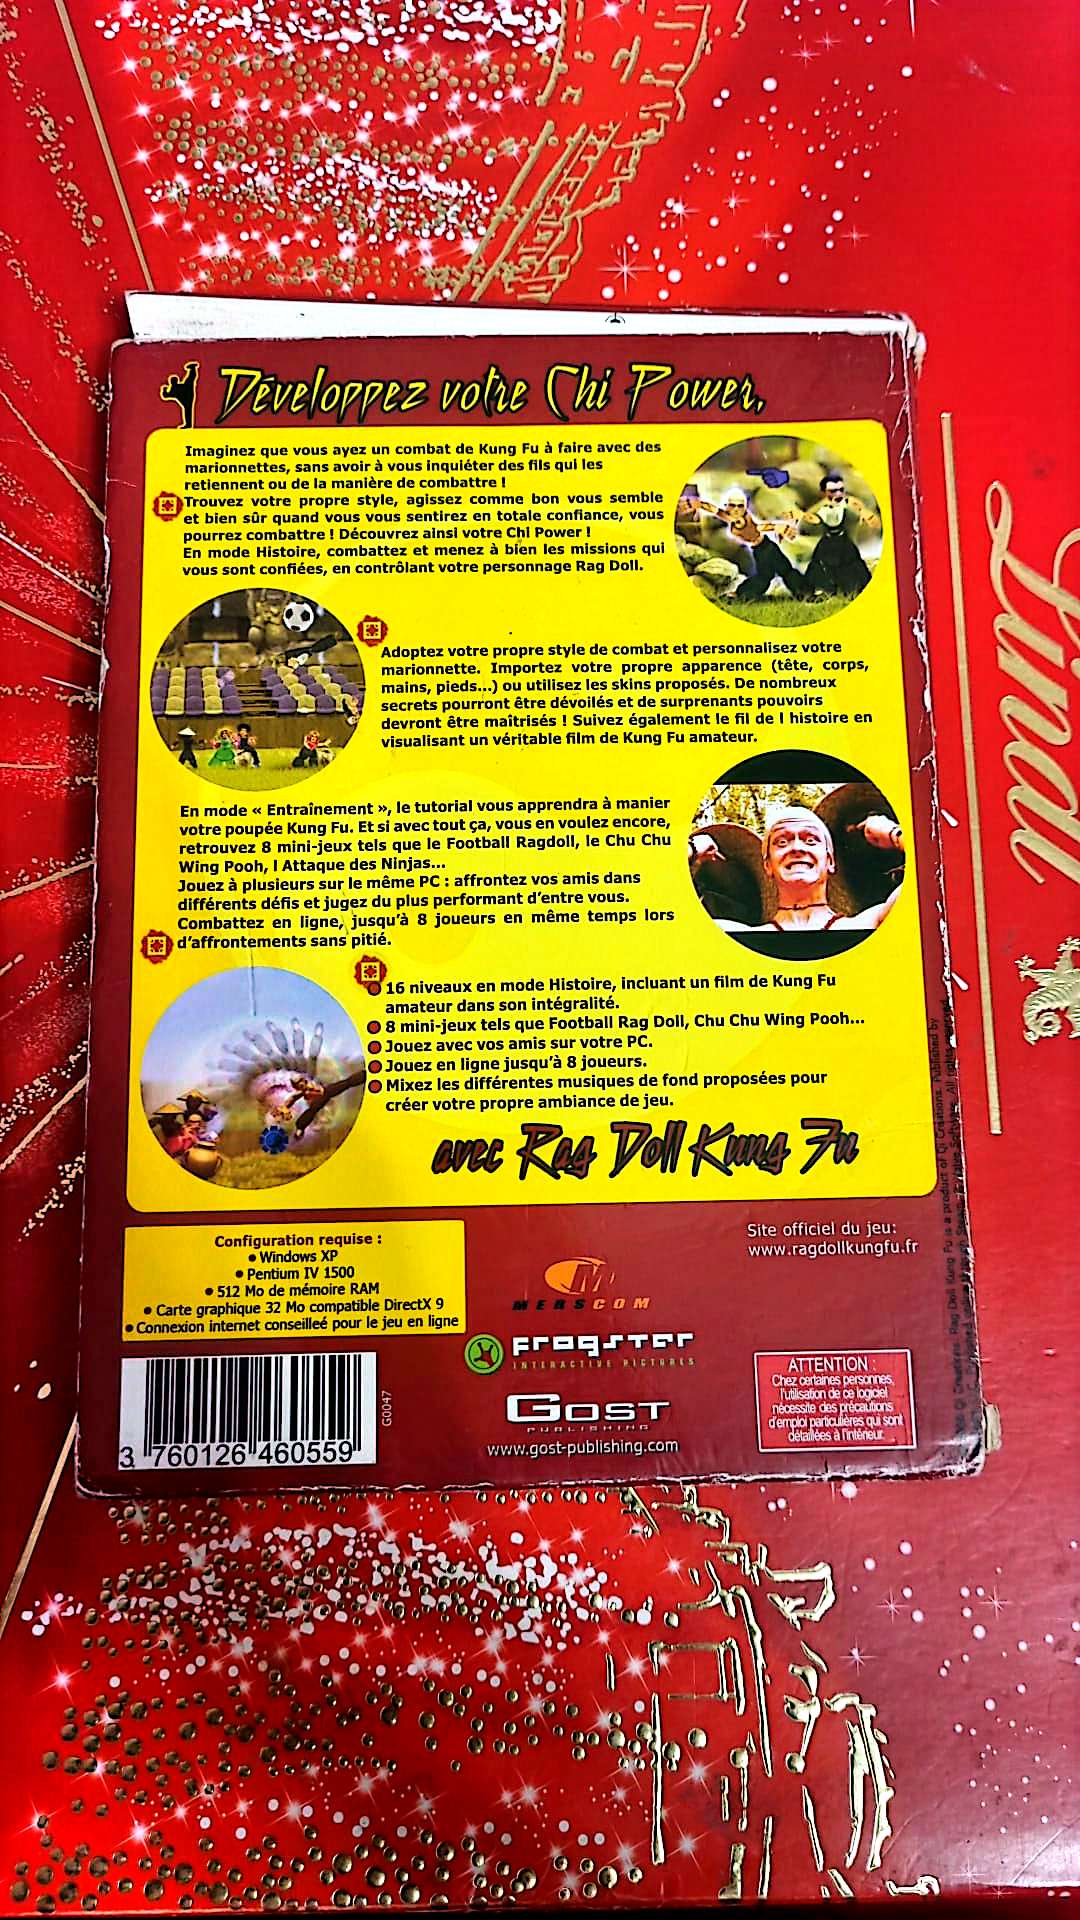 Développez votre Chi Power,
Imaginez que vous ayez un combat de Kung Fu à faire avec des
marionnettes, sans avoir à vous inquiéter des fils qui les
retiennent ou de la manière de combattre !
Trouvez votre propre style, agissez comme bon vous semble
et bien sûr quand vous vous sentirez en totale confiance, vous
pourrez combattre ! Découvrez ainsi votre Chi Power !
En mode Histoire, combattez et menez à bien les missions qui
vous sont confiées, en contrôlant votre personnage Rag Doll.
Adoptez votre propre style de combat et personnalisez votre
marionnette. Importez votre propre apparence (tête, corps,
mains, pieds...) ou utilisez les skins proposés. De nombreux
secrets pourront être dévoilés et de surprenants pouvoirs
devront être maîtrisés ! Suivez également le fil de l histoire en
visualisant un véritable film de Kung Fu amateur.
En mode « Entraînement », le tutorial vous apprendra à manier
votre poupée Kung Fu. Et si avec tout ça, vous en voulez encore,
retrouvez 8 mini-jeux tels que le Football Ragdoll, le Chu Chu
Wing Pooh, l Attaque des Ninjas...
Jouez à plusieurs sur le même PC : affrontez vos amis dans
différents défis et jugez du plus performant d'entre vous.
Combattez en ligne, jusqu'à 8 joueurs en même temps lors
d'affrontements sans pitié.
16 niveaux en mode Histoire, incluant un film de Kung Fu
amateur dans son intégralité.
8 mini-jeux tels que Football Rag Doll, Chu Chu Wing Pooh...
Jouez avec vos amis sur votre PC.
Jouez en ligne jusqu'à 8 joueurs.
Mixez les différentes musiques de fond proposées pour
créer votre propre ambiance de jeu.
avec Rag Doll Kung Fu
Configuration requise :
• Windows XP
• Pentium IV 1500
• 512 Mo de mémoire RAM
• Carte graphique 32 Mo compatible DirectX 9
• Connexion internet conseilleé pour le jeu en ligne
Site officiel du jeu:
www.ragdollkungfu.fr
M
MERSCOM
FROGSTER
INTERACTIVE PICTURES
GOST
PUBLISHING
www.gost-publishing.com
ATTENTION :
Chez certaines personnes,
l'utilisation de ce logiciel
nécessite des précautions
d'emploi particulières qui sont
détaillées à l'intérieur.
3 760126 460559
G0047
Qi Creations. Rag Doll Kung Fu is a product of Qi Creations. Published by
Lindt